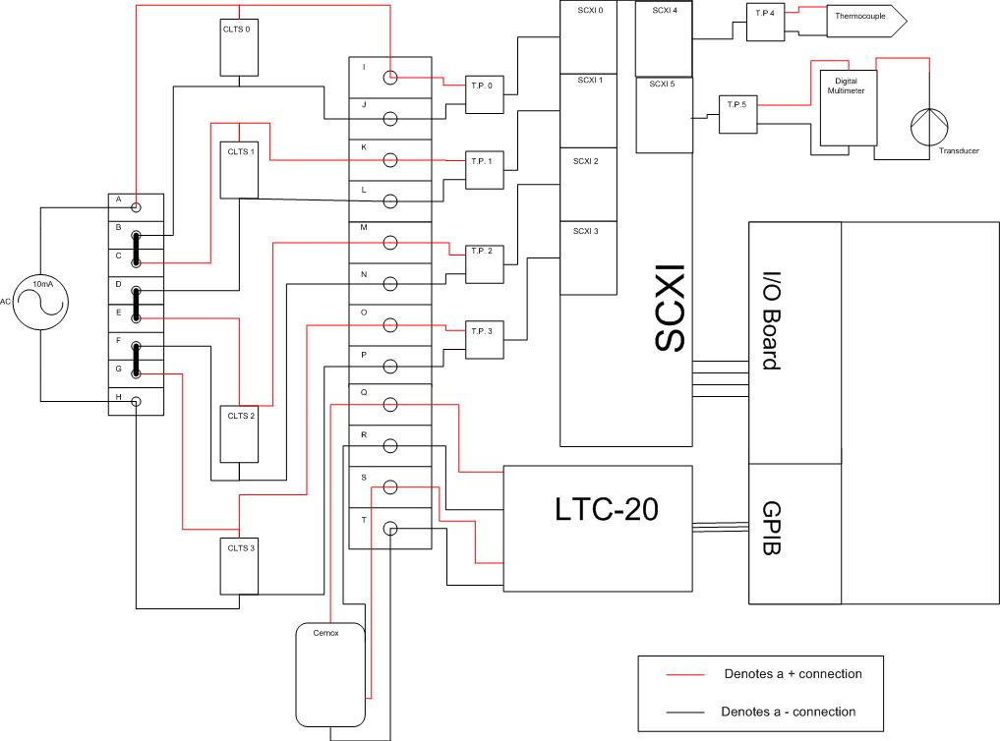 CLTS 0
SCXI 0
SCXI 4
T.P 4
Thermocouple
I
T.P. 0
J
SCXI 1
SCXI 5
T.P.5
Digital
Multimeter
Transducer
K
CLTS 1
T.P. 1
L
SCXI 2
A
B
C
D
E
F
G
H
M
T.P. 2
N
SCXI 3
AC
10mA
O
T.P. 3
P
SCXI
I/O Board
Q
CLTS 2
R
S
T
LTC-20
GPIB
CLTS 3
Cernox
Denotes a + connection
Denotes a - connection